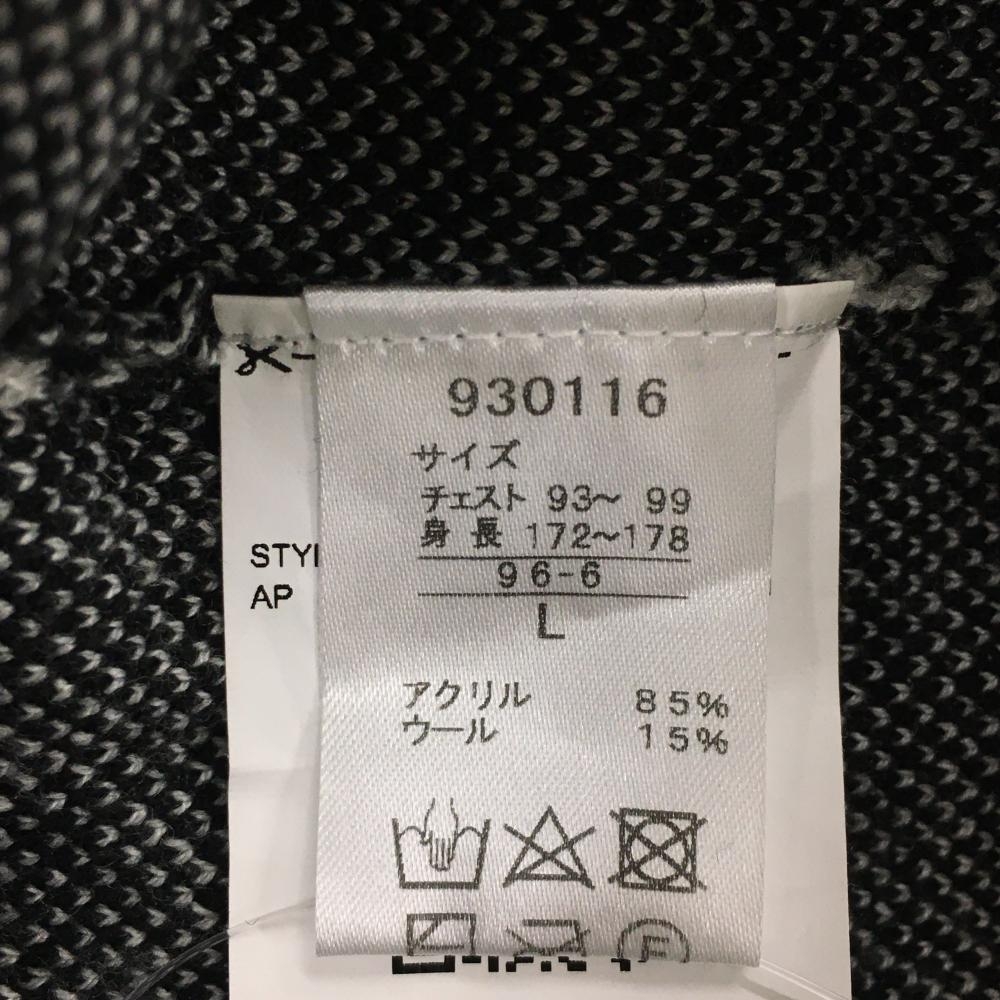 930116
サイズ
チェスト 93～ 99
身 長 172～178
96-6
L
アクリル 85%
ウール 15%
STYL
AP